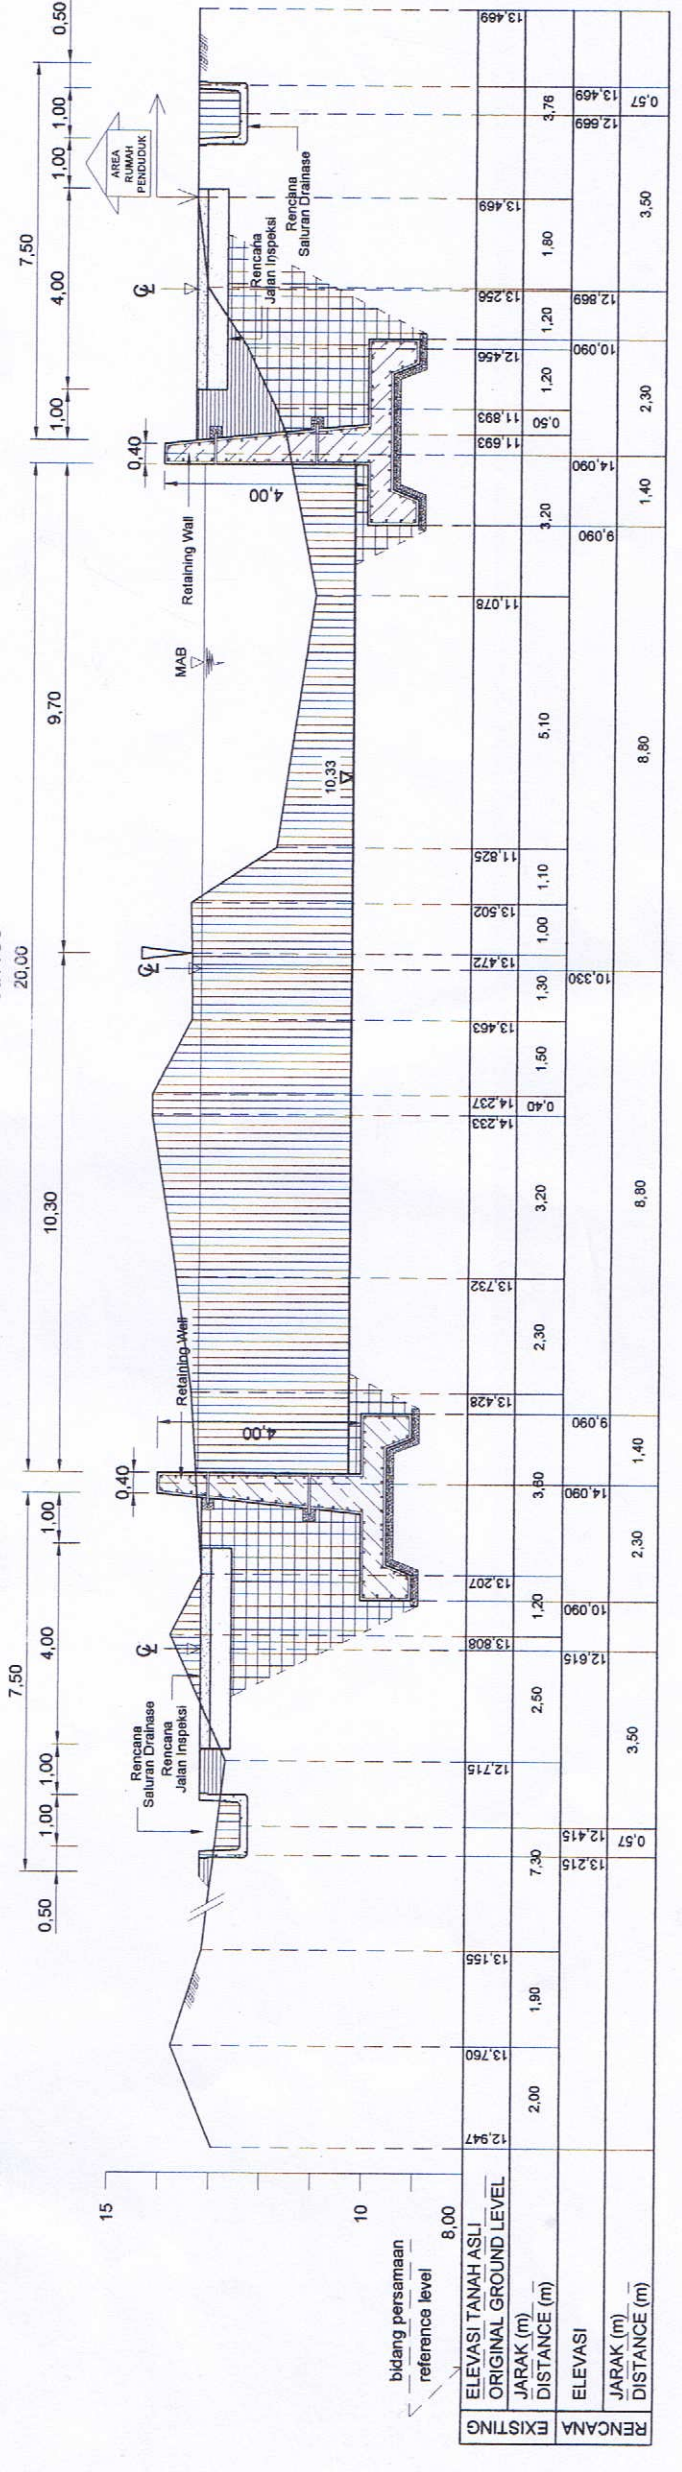 20,00
7,50 7,50
0,50 1,00 1,00 4,00 1,00 10,30 9,70 1,00 4,00 1,00 1,00 0,50
0,40 0,40
AREA
RUMAH
PENDUDUK
Rencana
Saluran Drainase
Rencana
Jalan Inspeksi
Retaining Wall
4,00
MAB
10,33
Retaining Wall
4,00
Rencana
Jalan Inspeksi
Rencana
Saluran Drainase
15
10
8,00
bidang persamaan
reference level
EXISTING
ELEVASI TANAH ASLI
ORIGINAL GROUND LEVEL
12,947 13,760 13,155 12,715 13,808 13,207 13,428 13,732 14,233 14,237 13,463 13,472 13,502 11,825 11,078 11,693 11,893 12,456 13,256 13,469 13,469
JARAK (m)
DISTANCE (m)
2,00 1,90 7,30 2,50 1,20 3,60 2,30 3,20 0,40 1,50 1,30 1,00 1,10 5,10 3,20 0,50 1,20 1,20 1,80 3,76
RENCANA
ELEVASI
13,215 12,415 12,615 10,090 14,090 9,090 10,330 9,090 14,090 10,090 12,869 12,669 13,469
JARAK (m)
DISTANCE (m)
0,57 3,50 2,30 1,40 8,80 8,80 1,40 2,30 3,50 0,57